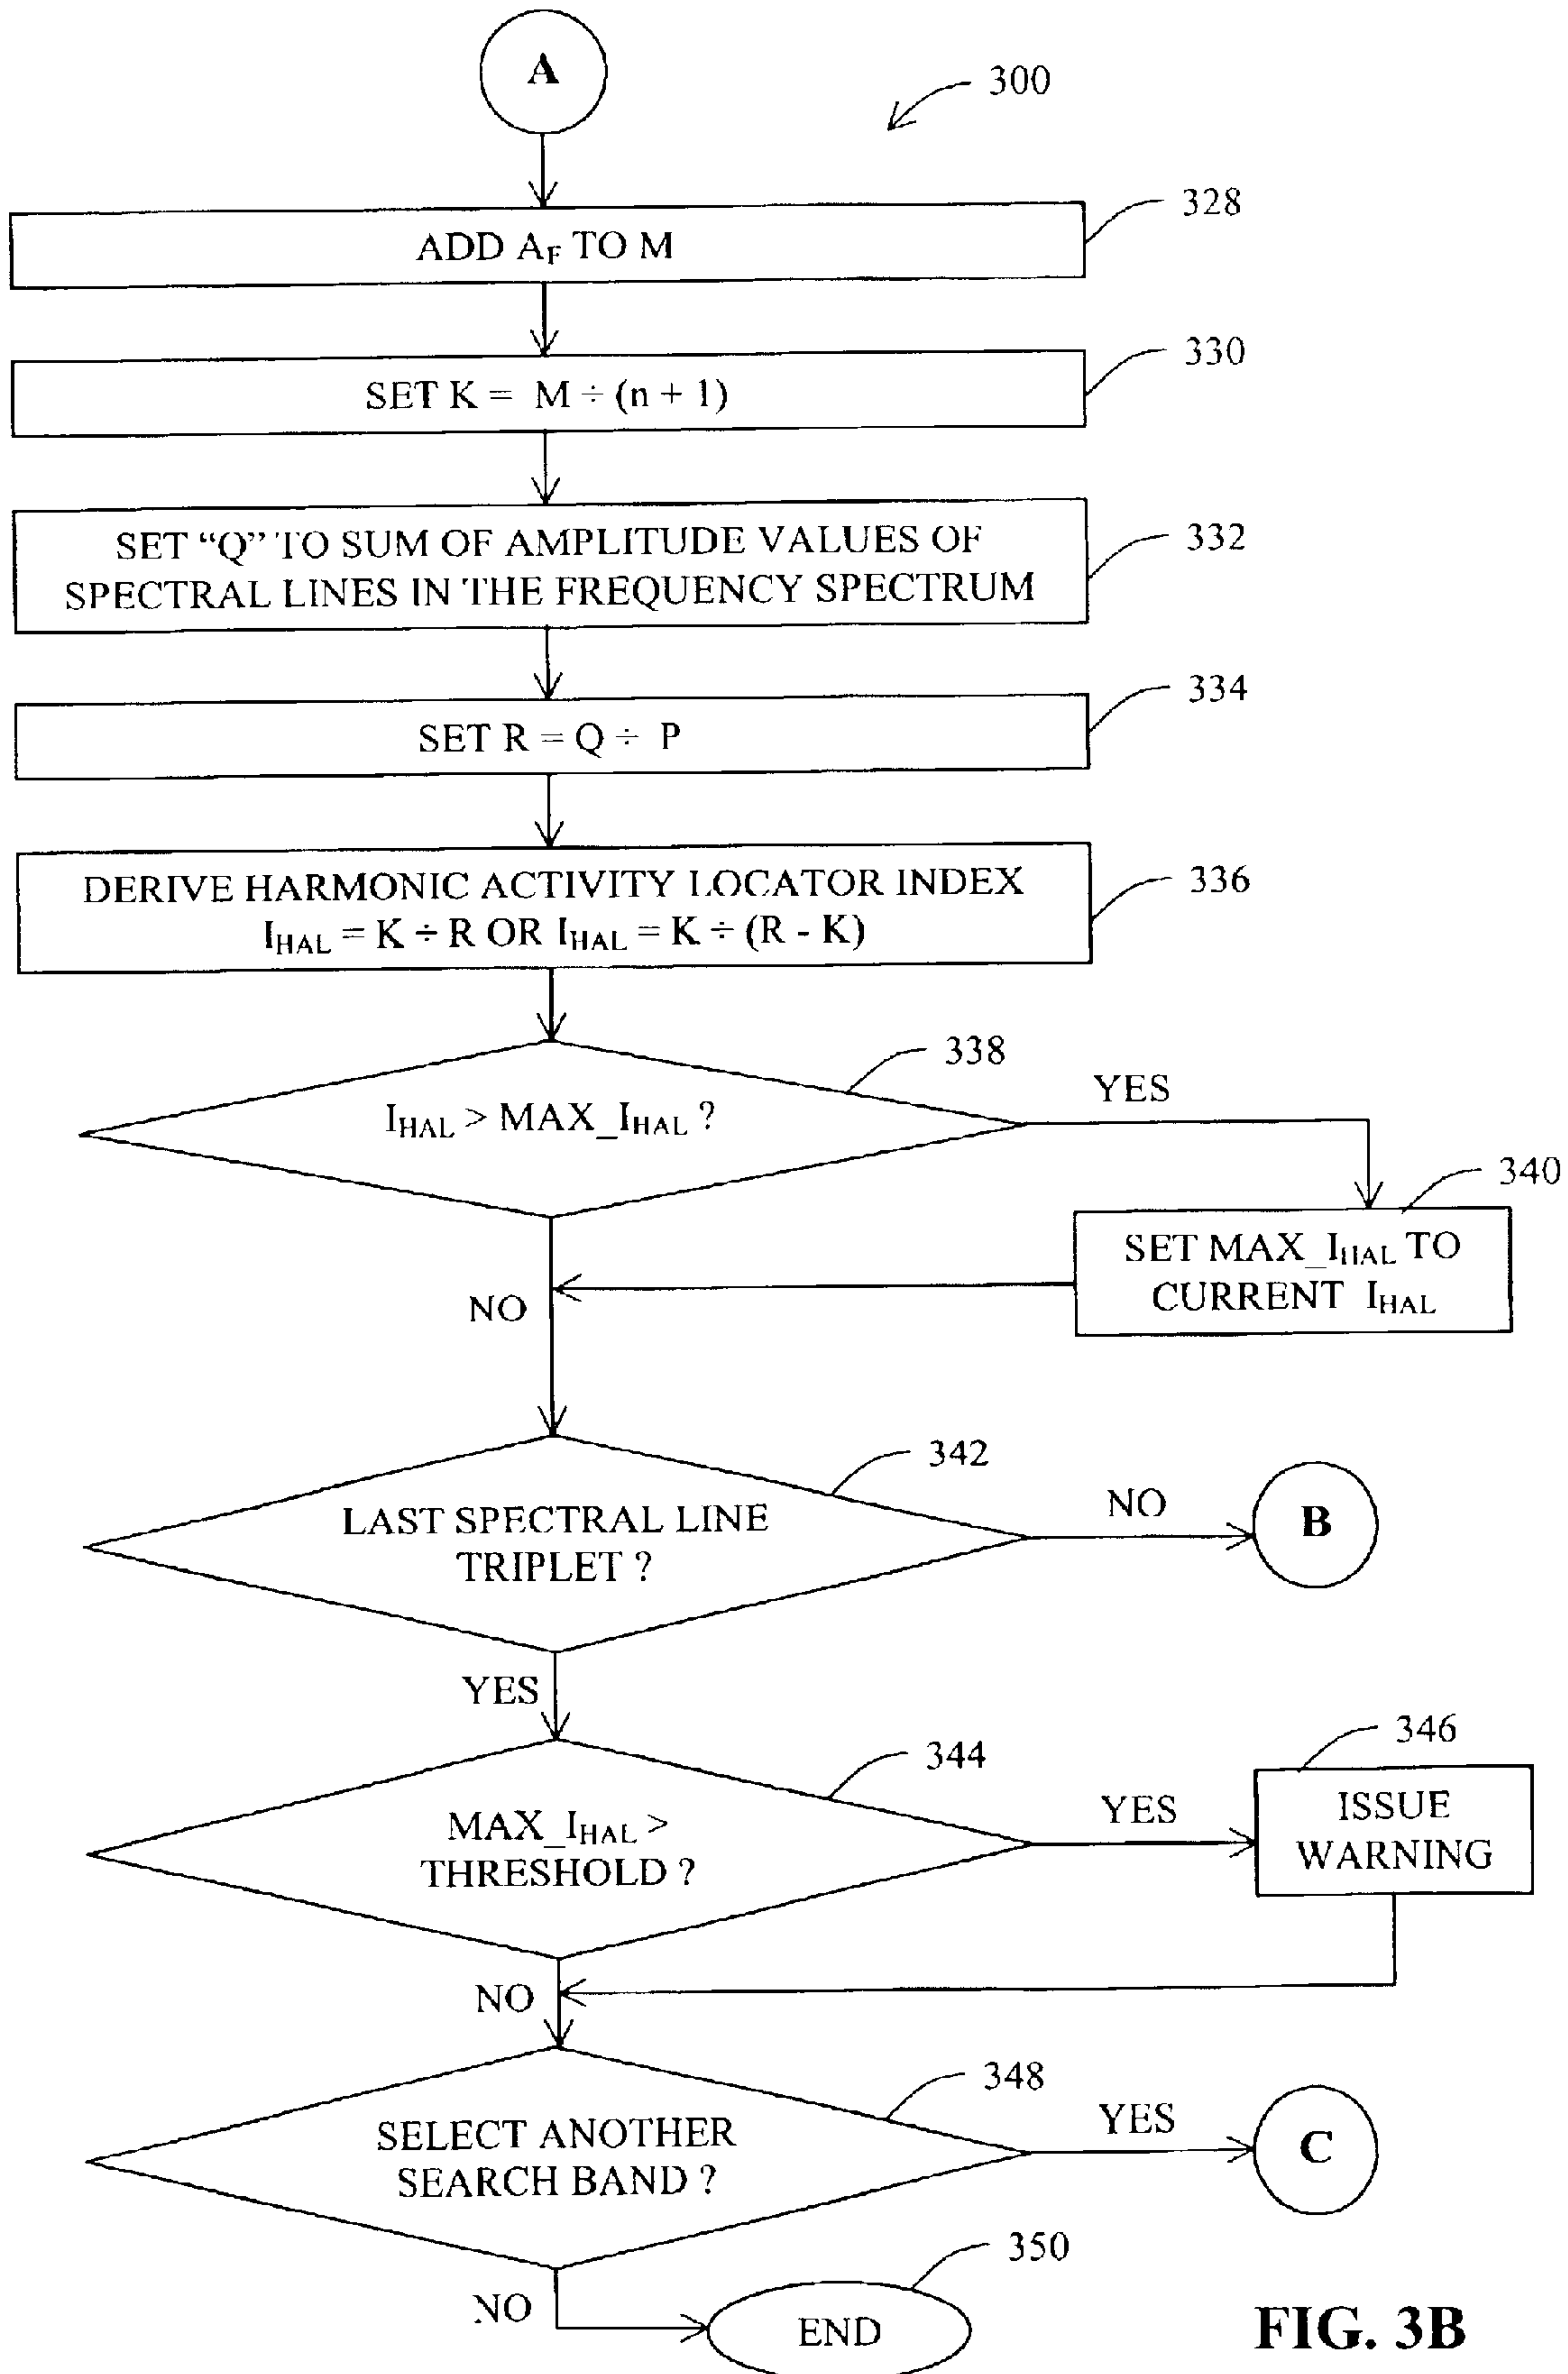 A
300
328
ADD A_F TO M
330
SET K = M ÷ (n + 1)
332
SET “Q” TO SUM OF AMPLITUDE VALUES OF
SPECTRAL LINES IN THE FREQUENCY SPECTRUM
334
SET R = Q ÷ P
336
DERIVE HARMONIC ACTIVITY LOCATOR INDEX
I_HAL = K ÷ R OR I_HAL = K ÷ (R - K)
338
I_HAL > MAX_I_HAL ?
YES
340
SET MAX_I_HAL TO
CURRENT I_HAL
NO
342
LAST SPECTRAL LINE
TRIPLET ?
NO
B
YES
344
MAX_I_HAL >
THRESHOLD ?
YES
346
ISSUE
WARNING
NO
348
SELECT ANOTHER
SEARCH BAND ?
YES
C
NO
350
END
FIG. 3B